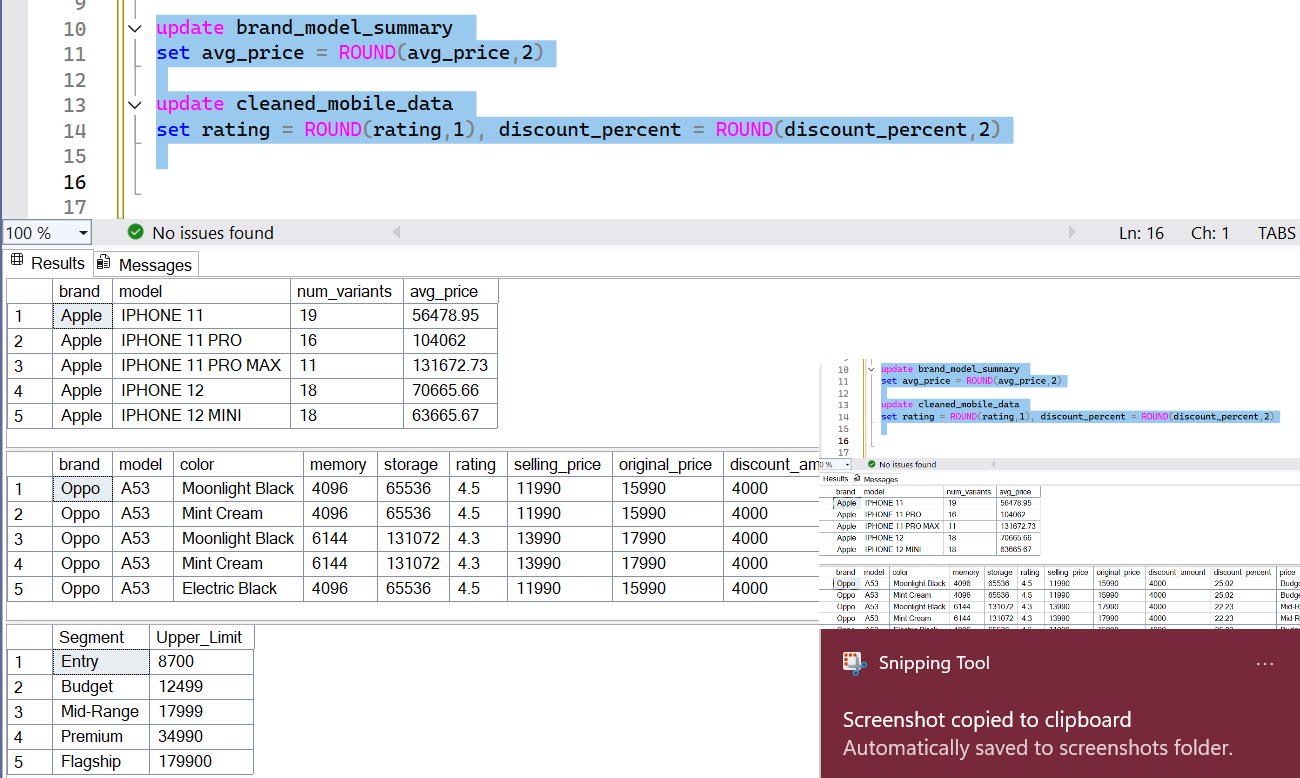 9
10 update brand_model_summary
11 set avg_price = ROUND(avg_price,2)
12
13 update cleaned_mobile_data
14 set rating = ROUND(rating,1), discount_percent = ROUND(discount_percent,2)
15
16
17
100 % No issues found Ln: 16 Ch: 1 TABS
Results Messages
brand model num_variants avg_price
1 Apple IPHONE 11 19 56478.95
2 Apple IPHONE 11 PRO 16 104062
3 Apple IPHONE 11 PRO MAX 11 131672.73
4 Apple IPHONE 12 18 70665.66
5 Apple IPHONE 12 MINI 18 63665.67
brand model color memory storage rating selling_price original_price discount_am
1 Oppo A53 Moonlight Black 4096 65536 4.5 11990 15990 4000
2 Oppo A53 Mint Cream 4096 65536 4.5 11990 15990 4000
3 Oppo A53 Moonlight Black 6144 131072 4.3 13990 17990 4000
4 Oppo A53 Mint Cream 6144 131072 4.3 13990 17990 4000
5 Oppo A53 Electric Black 4096 65536 4.5 11990 15990 4000
Segment Upper_Limit
1 Entry 8700
2 Budget 12499
3 Mid-Range 17999
4 Premium 34990
5 Flagship 179900
10 update brand_model_summary
11 set avg_price = ROUND(avg_price,2)
12
13 update cleaned_mobile_data
14 set rating = ROUND(rating,1), discount_percent = ROUND(discount_percent,2)
15
16
17
0 % No issues found
Results Messages
brand model num_variants avg_price
Apple IPHONE 11 19 56478.95
Apple IPHONE 11 PRO 16 104062
Apple IPHONE 11 PRO MAX 11 131672.73
Apple IPHONE 12 18 70665.66
Apple IPHONE 12 MINI 18 63665.67
brand model color memory storage rating selling_price original_price discount_amount discount_percent price
Oppo A53 Moonlight Black 4096 65536 4.5 11990 15990 4000 25.02 Budg
Oppo A53 Mint Cream 4096 65536 4.5 11990 15990 4000 25.02 Budge
Oppo A53 Moonlight Black 6144 131072 4.3 13990 17990 4000 22.23 Mid-R
Oppo A53 Mint Cream 6144 131072 4.3 13990 17990 4000 22.23 Mid-R
Snipping Tool
Screenshot copied to clipboard
Automatically saved to screenshots folder.